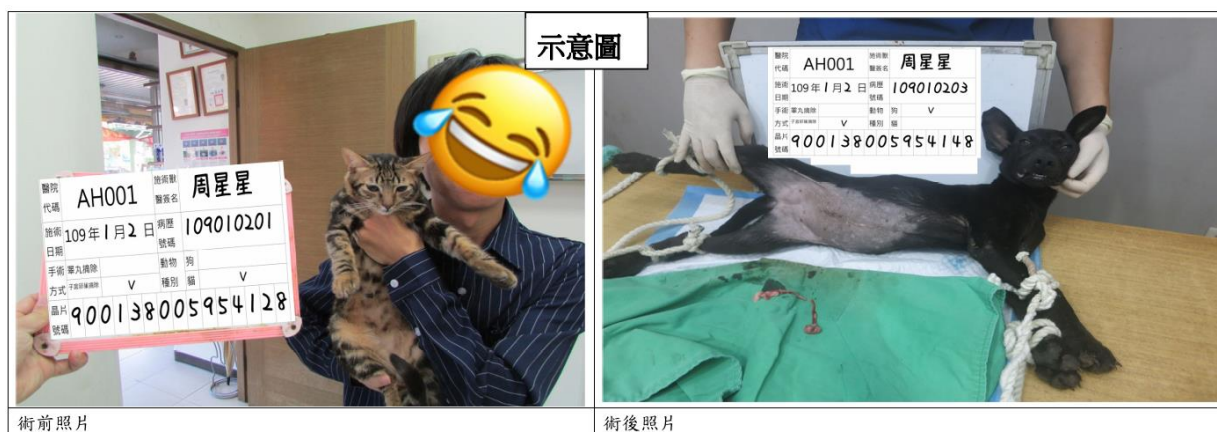 示意圖
醫院代碼 AH001 施術獸醫簽名 周星星
施術日期 109年1月2日 病歷號碼 109010201
手術方式 睪丸摘除 動物種別 狗
子宮卵巢摘除 V 貓 V
晶片號碼 900138005954128
醫院代碼 AH001 施術獸醫簽名 周星星
施術日期 109年1月2日 病歷號碼 109010203
手術方式 睪丸摘除 動物種別 狗 V
子宮卵巢摘除 V 貓
晶片號碼 900138005954148
術前照片
術後照片